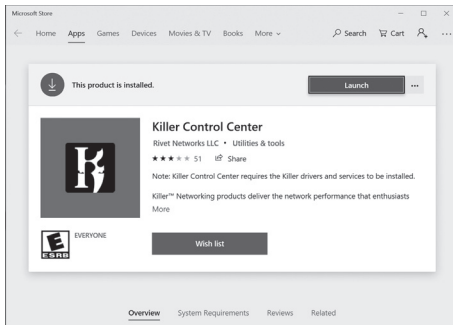 Microsoft Store
Home Apps Games Devices Movies & TV Books More Search Cart
This product is installed.
Launch
Killer Control Center
Rivet Networks LLC • Utilities & tools
★★★★★ 51 Share
Note: Killer Control Center requires the Killer drivers and services to be installed.
Killer™ Networking products deliver the network performance that enthusiasts
More
E
ESRB
EVERYONE
Wish list
Overview System Requirements Reviews Related